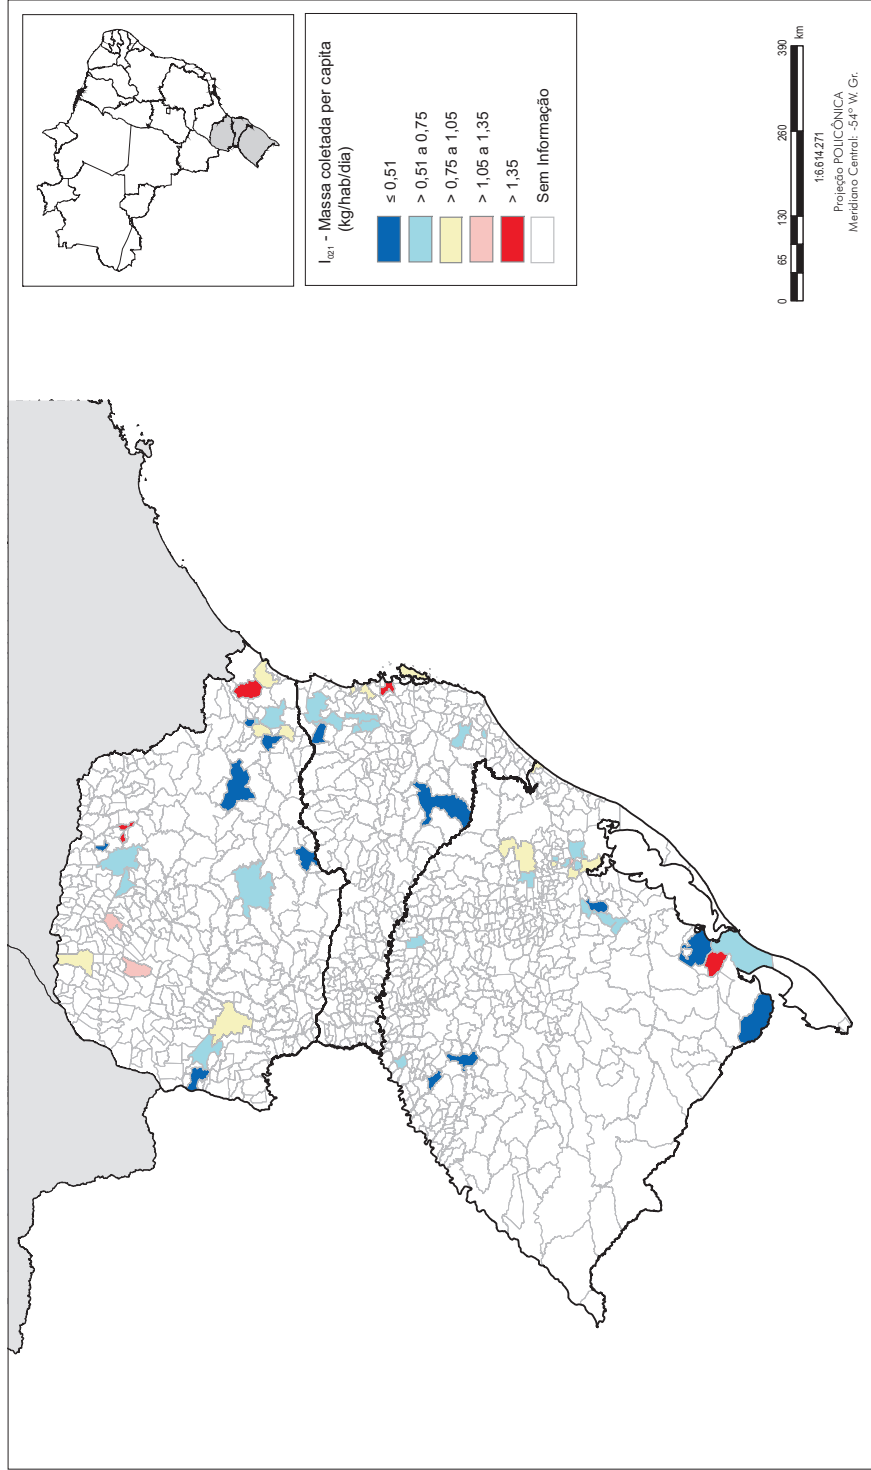 I₀₂₁ - Massa coletada per capita
(kg/hab/dia)
≤ 0,51
> 0,51 a 0,75
> 0,75 a 1,05
> 1,05 a 1,35
> 1,35
Sem Informação
0 65 130 260 390
km
1:6.614.271
Projeção POLICÔNICA
Meridiano Central: -54° W. Gr.